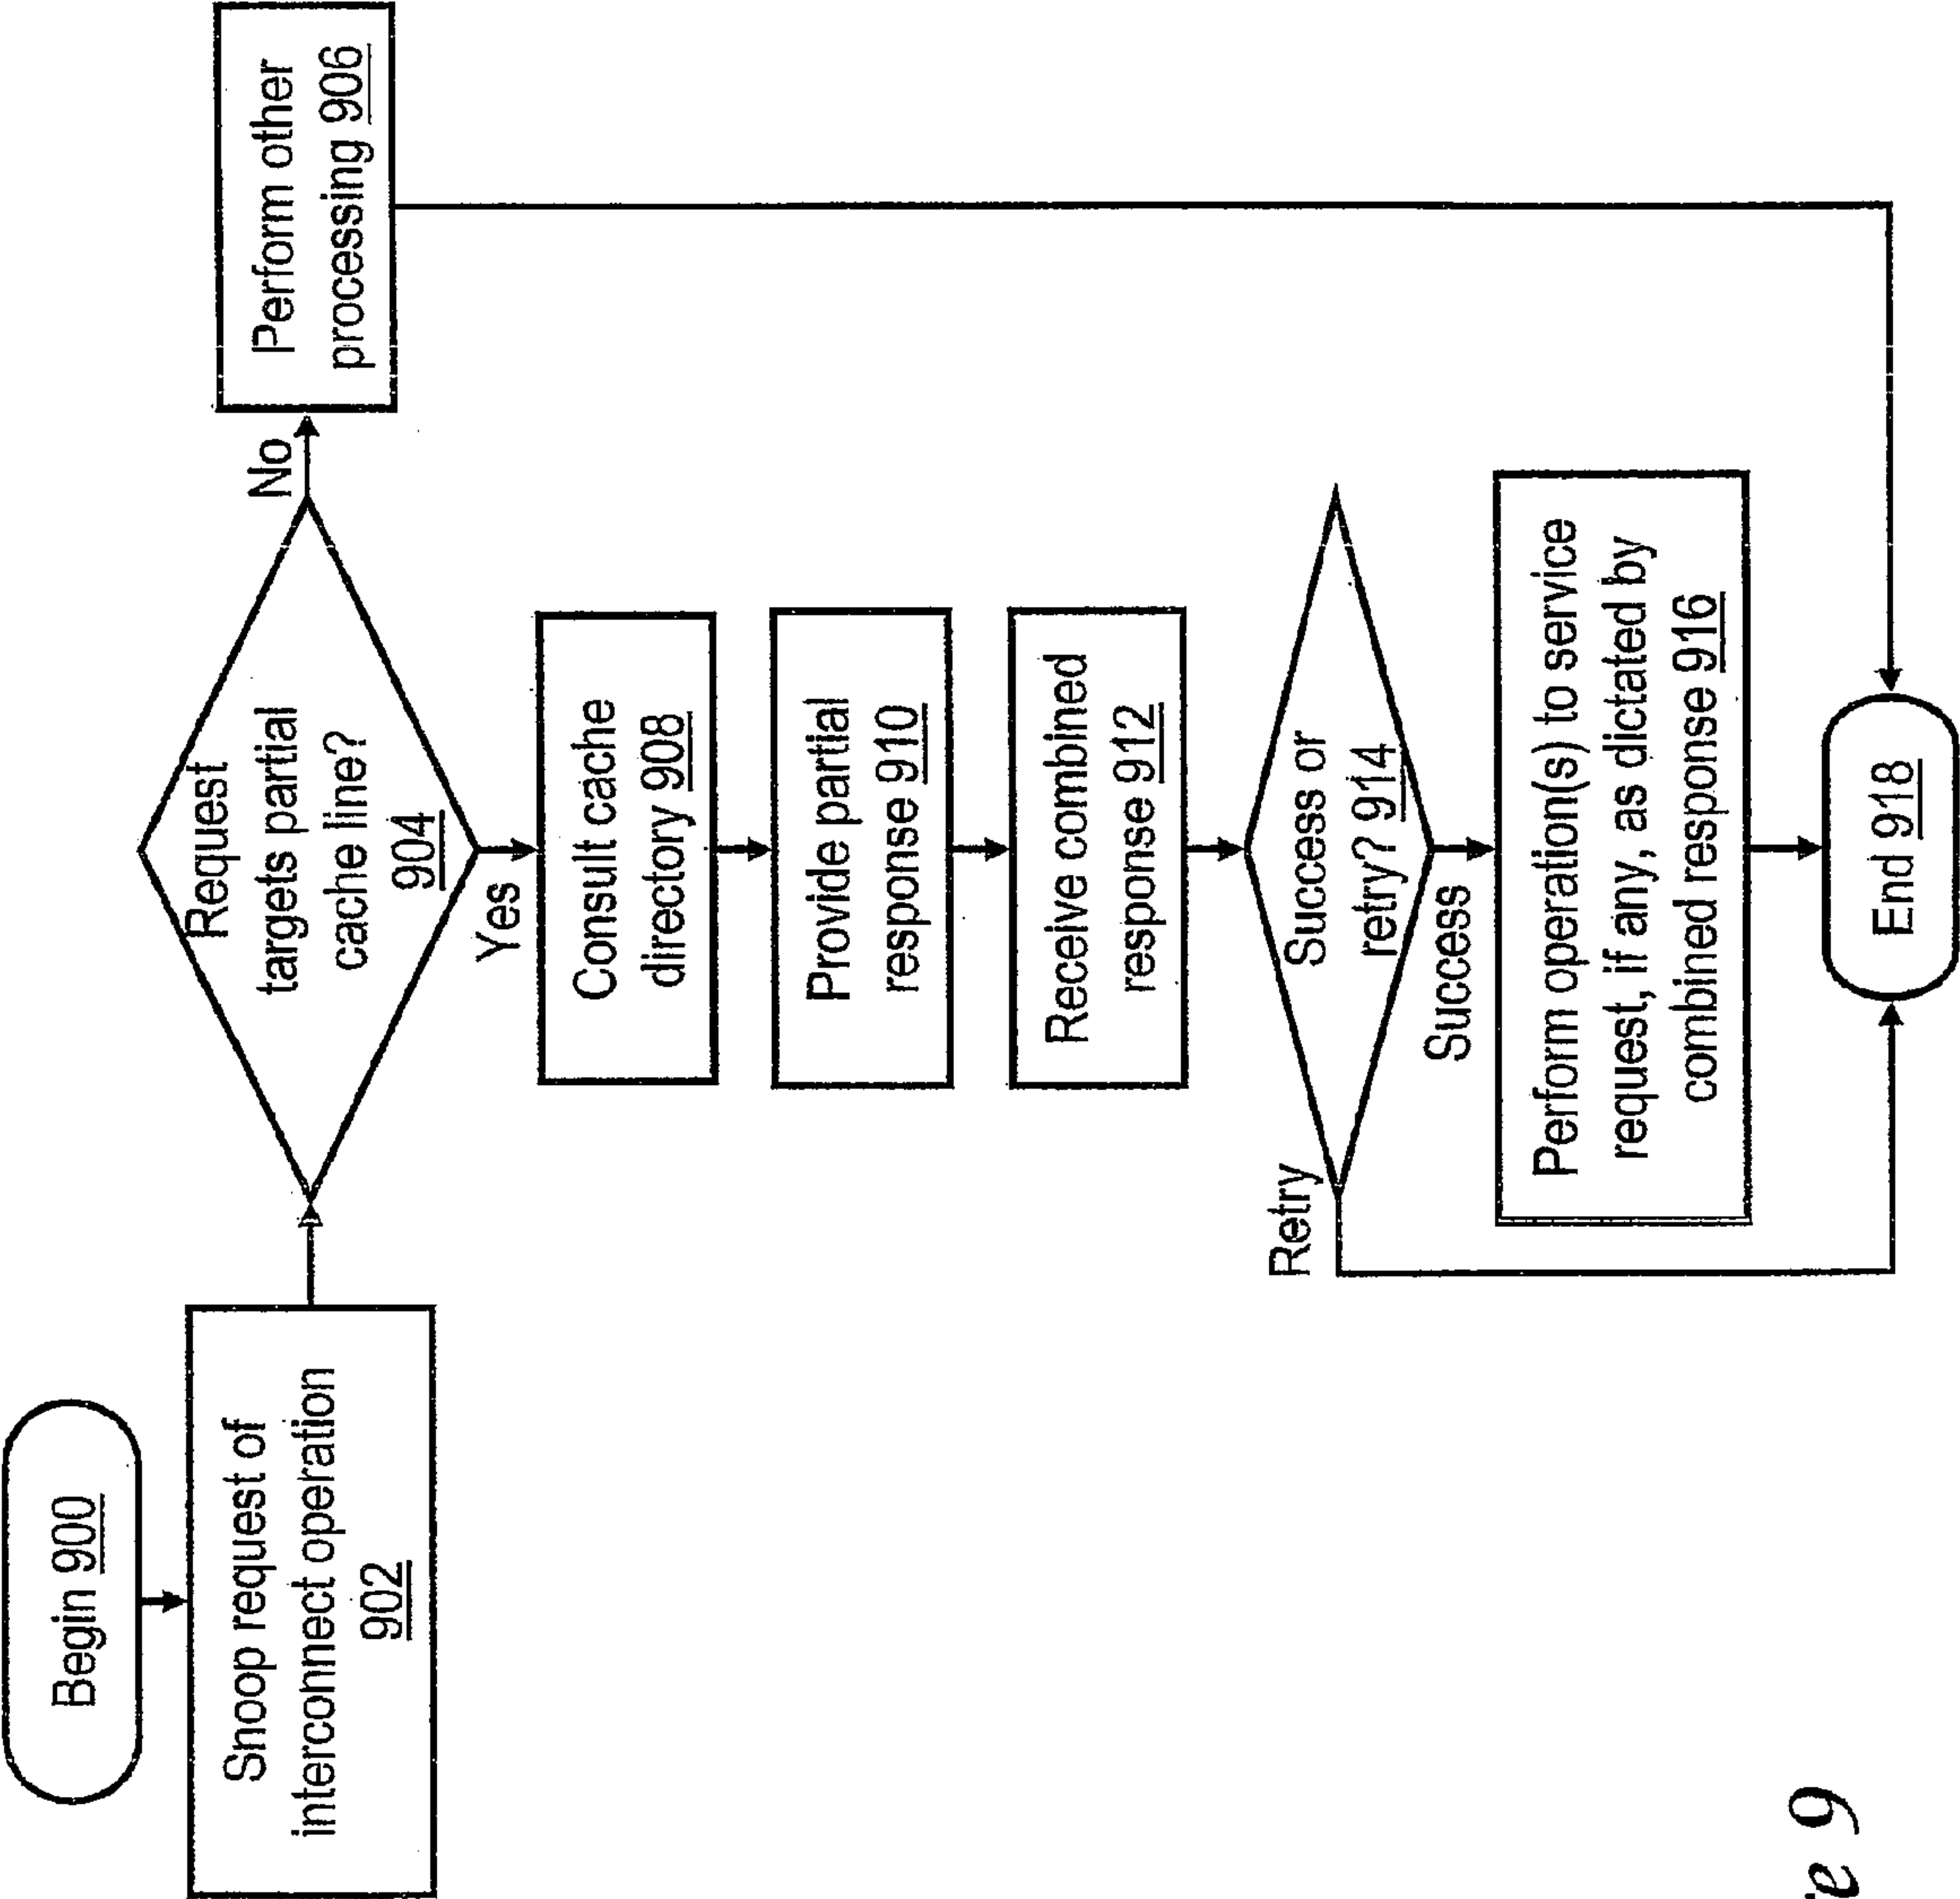 Begin 900
Snoop request of
interconnect operation
902
Request
targets partial
cache line?
904
No
Perform other
processing 906
Yes
Consult cache
directory 908
Provide partial
response 910
Receive combined
response 912
Success or
retry? 914
Retry
Success
Perform operation(s) to service
request, if any, as dictated by
combined response 916
End 918
9